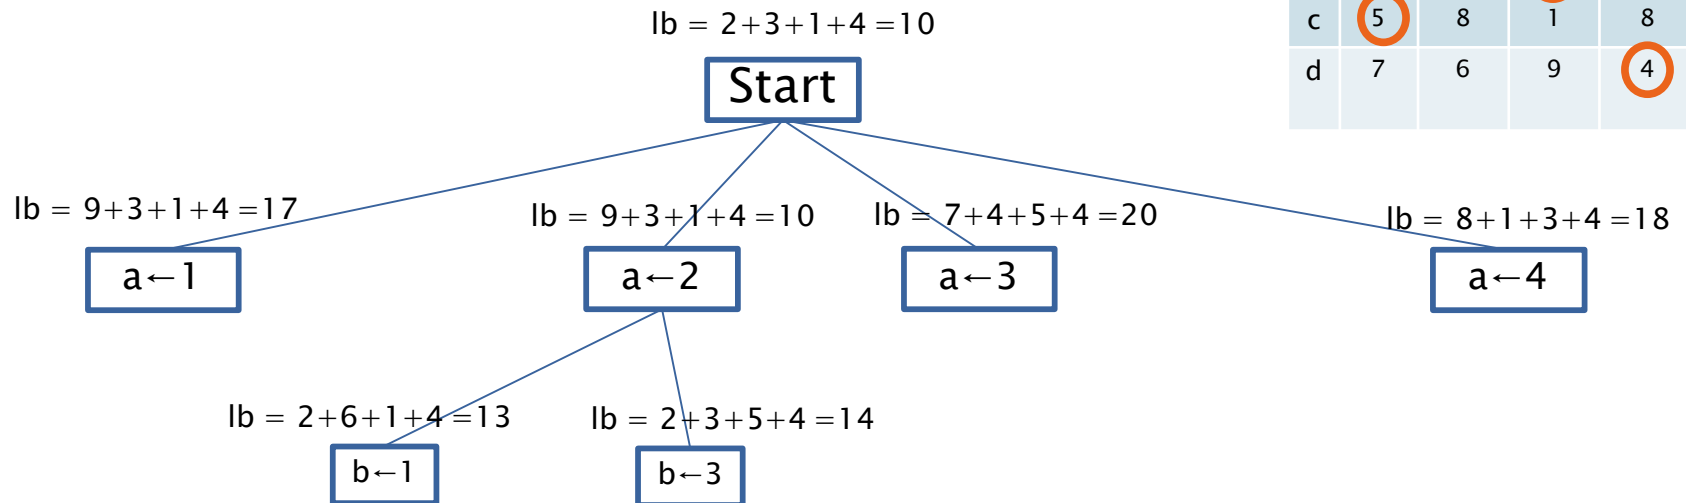 lb = 2+3+1+4 =10
c 5 8 1 8
d 7 6 9 4
Start
lb = 9+3+1+4 =17
lb = 9+3+1+4 =10
lb = 7+4+5+4 =20
lb = 8+1+3+4 =18
a←1
a←2
a←3
a←4
lb = 2+6+1+4 =13
lb = 2+3+5+4 =14
b←1
b←3